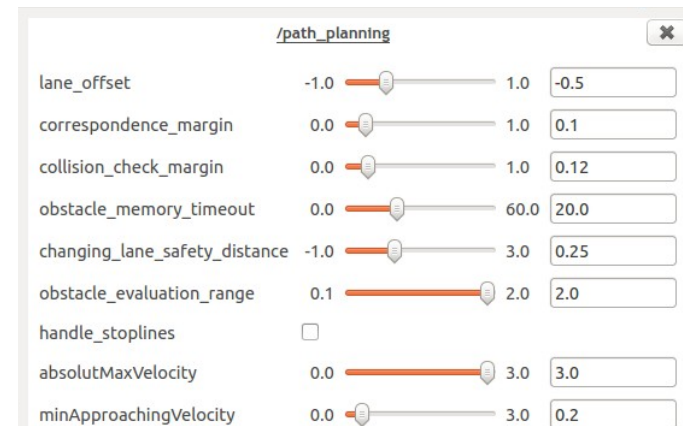 /path_planning
lane_offset -1.0 1.0 -0.5
correspondence_margin 0.0 1.0 0.1
collision_check_margin 0.0 1.0 0.12
obstacle_memory_timeout 0.0 60.0 20.0
changing_lane_safety_distance -1.0 3.0 0.25
obstacle_evaluation_range 0.1 2.0 2.0
handle_stoplines
absolutMaxVelocity 0.0 3.0 3.0
minApproachingVelocity 0.0 3.0 0.2